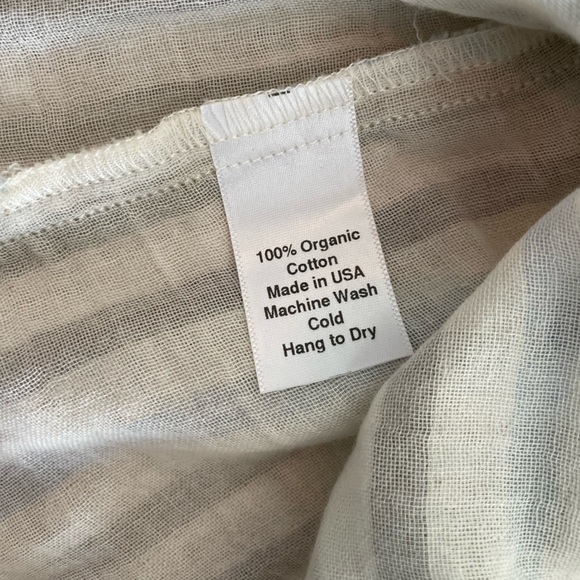 100% Organic
Cotton
Made in USA
Machine Wash
Cold
Hang to Dry